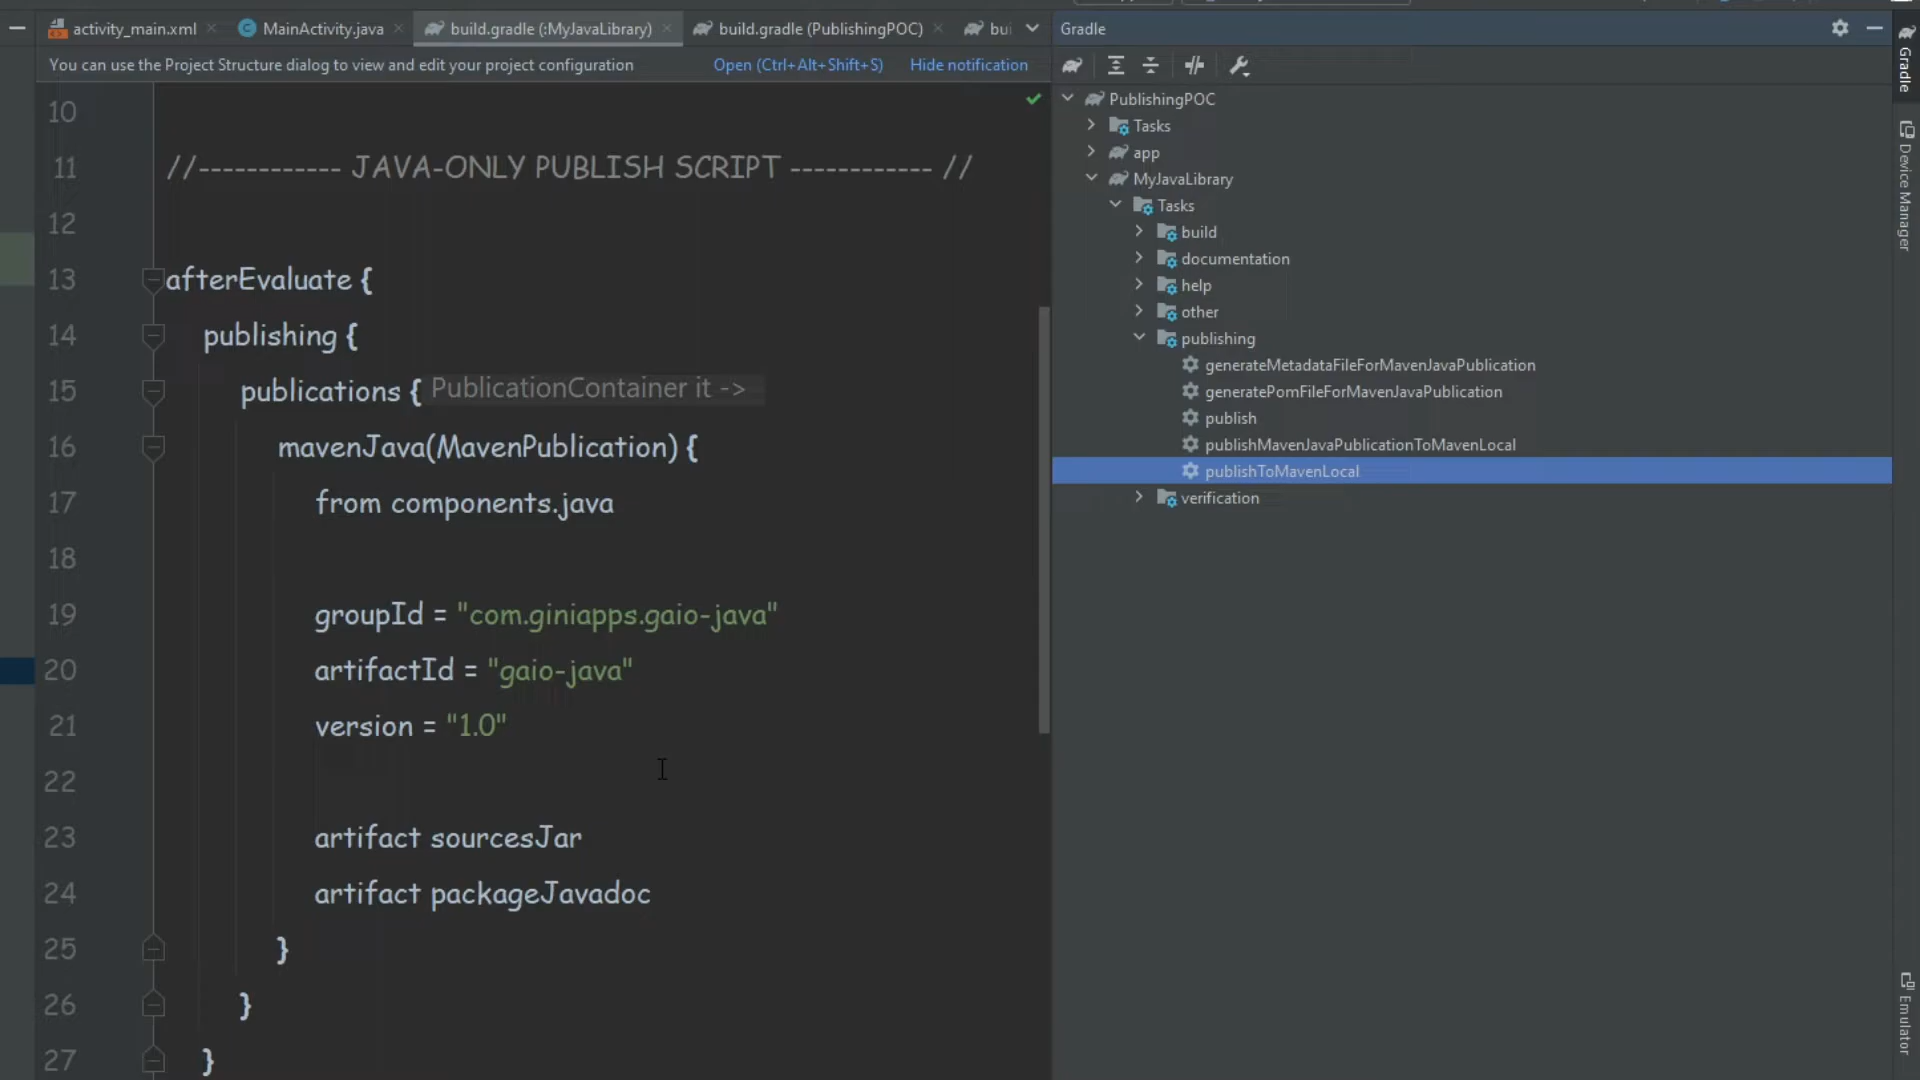 activity_main.xml
MainActivity.java
build.gradle (:MyJavaLibrary)
build.gradle (PublishingPOC)
bui
You can use the Project Structure dialog to view and edit your project configuration
Open (Ctrl+Alt+Shift+S)
Hide notification
10
11 //------------ JAVA-ONLY PUBLISH SCRIPT ------------ //
12
13 afterEvaluate {
14 publishing {
15 publications { PublicationContainer it ->
16 mavenJava(MavenPublication) {
17 from components.java
18
19 groupId = "com.giniapps.gaio-java"
20 artifactId = "gaio-java"
21 version = "1.0"
22
23 artifact sourcesJar
24 artifact packageJavadoc
25 }
26 }
27 }
Gradle
PublishingPOC
Tasks
app
MyJavaLibrary
Tasks
build
documentation
help
other
publishing
generateMetadataFileForMavenJavaPublication
generatePomFileForMavenJavaPublication
publish
publishMavenJavaPublicationToMavenLocal
publishToMavenLocal
verification
Gradle
Device Manager
Emulator